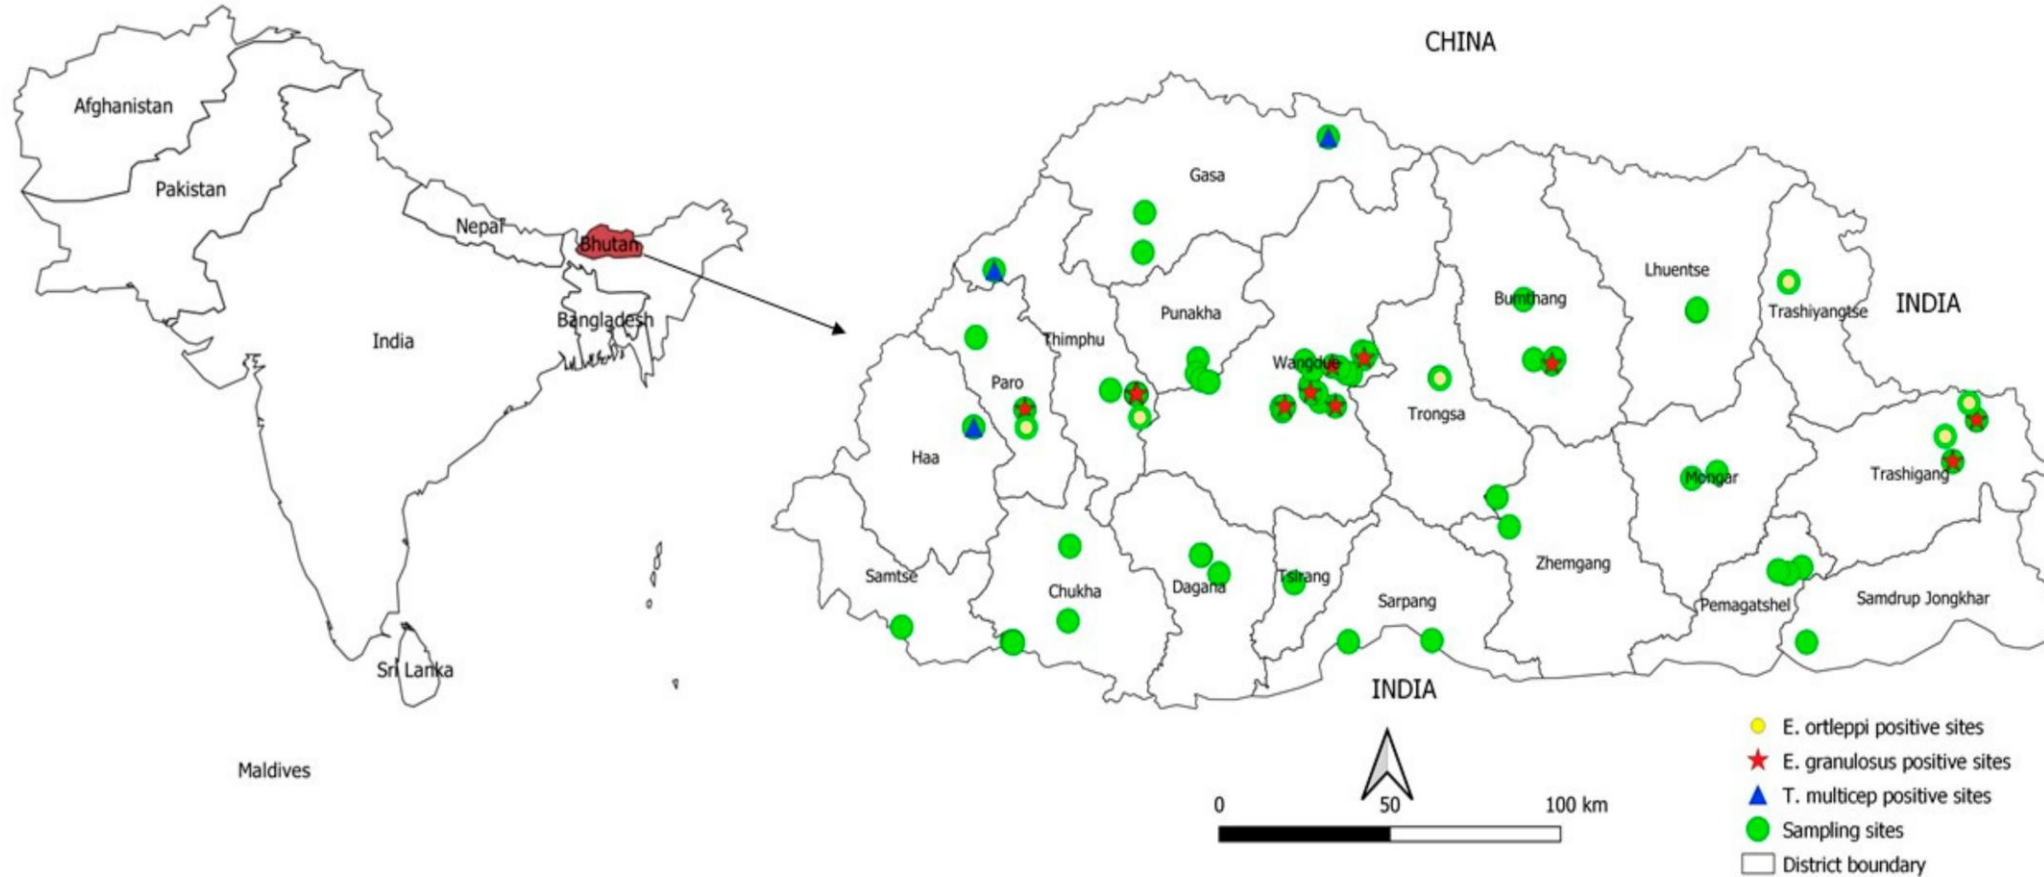 Afghanistan
Pakistan
Nepal
Bhutan
India
Bangladesh
Sri Lanka
Maldives
CHINA
Gasa
Punakha
Thimphu
Paro
Haa
Wangdue
Trongsa
Bumthang
Lhuentse
Trashiyangtse
INDIA
Mongar
Trashigang
Samtse
Chukha
Dagana
Tsirang
Sarpang
Zhemgang
Pemagatshel
Samdrup Jongkhar
INDIA
0 50 100 km
E. ortleppi positive sites
E. granulosus positive sites
T. multicep positive sites
Sampling sites
District boundary